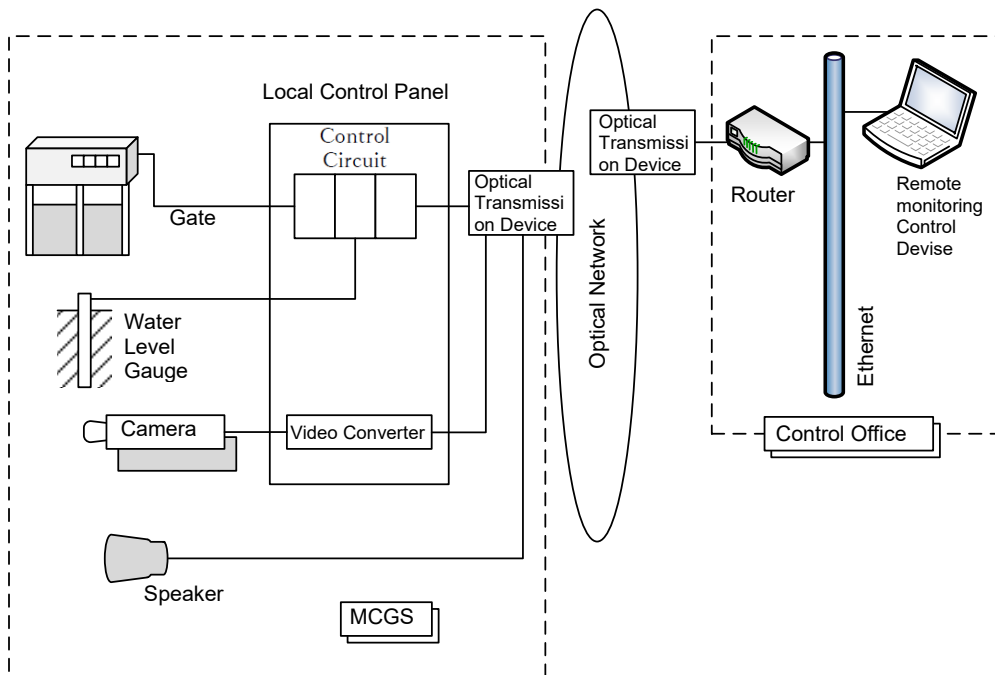 Local Control Panel
Control
Circuit
Gate
Optical
Transmissi
on Device
Water
Level
Gauge
Camera
Video Converter
Speaker
MCGS
Optical Network
Optical
Transmissi
on Device
Router
Remote
monitoring
Control
Devise
Ethernet
Control Office